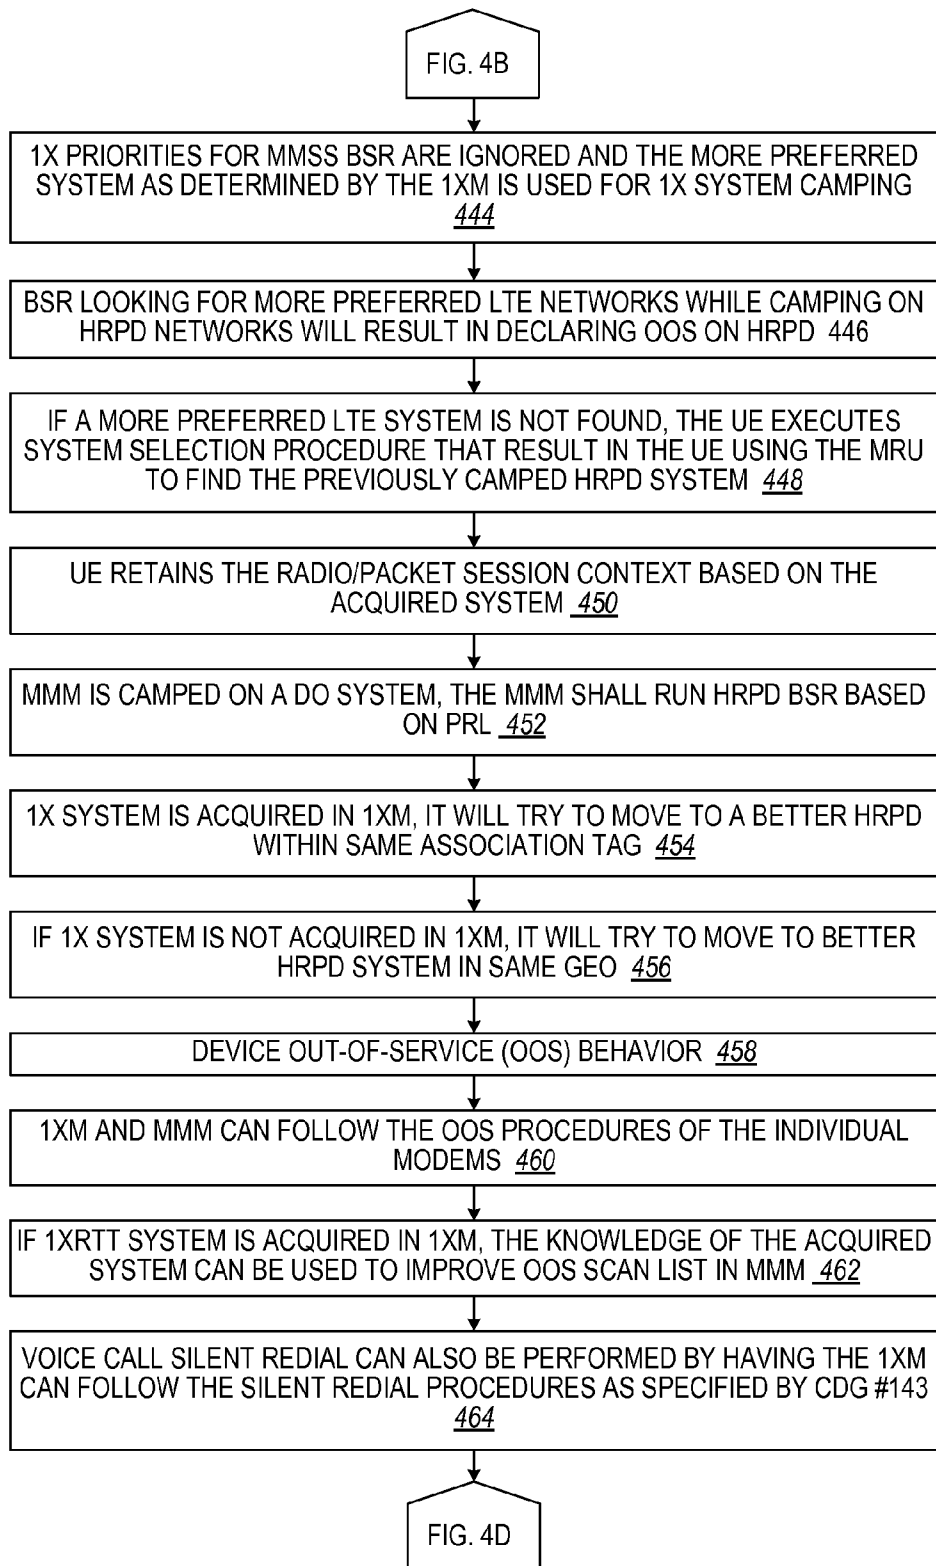 FIG. 4B
1X PRIORITIES FOR MMSS BSR ARE IGNORED AND THE MORE PREFERRED
SYSTEM AS DETERMINED BY THE 1XM IS USED FOR 1X SYSTEM CAMPING
444
BSR LOOKING FOR MORE PREFERRED LTE NETWORKS WHILE CAMPING ON
HRPD NETWORKS WILL RESULT IN DECLARING OOS ON HRPD 446
IF A MORE PREFERRED LTE SYSTEM IS NOT FOUND, THE UE EXECUTES
SYSTEM SELECTION PROCEDURE THAT RESULT IN THE UE USING THE MRU
TO FIND THE PREVIOUSLY CAMPED HRPD SYSTEM 448
UE RETAINS THE RADIO/PACKET SESSION CONTEXT BASED ON THE
ACQUIRED SYSTEM 450
MMM IS CAMPED ON A DO SYSTEM, THE MMM SHALL RUN HRPD BSR BASED
ON PRL 452
1X SYSTEM IS ACQUIRED IN 1XM, IT WILL TRY TO MOVE TO A BETTER HRPD
WITHIN SAME ASSOCIATION TAG 454
IF 1X SYSTEM IS NOT ACQUIRED IN 1XM, IT WILL TRY TO MOVE TO BETTER
HRPD SYSTEM IN SAME GEO 456
DEVICE OUT-OF-SERVICE (OOS) BEHAVIOR 458
1XM AND MMM CAN FOLLOW THE OOS PROCEDURES OF THE INDIVIDUAL
MODEMS 460
IF 1XRTT SYSTEM IS ACQUIRED IN 1XM, THE KNOWLEDGE OF THE ACQUIRED
SYSTEM CAN BE USED TO IMPROVE OOS SCAN LIST IN MMM 462
VOICE CALL SILENT REDIAL CAN ALSO BE PERFORMED BY HAVING THE 1XM
CAN FOLLOW THE SILENT REDIAL PROCEDURES AS SPECIFIED BY CDG #143
464
FIG. 4D